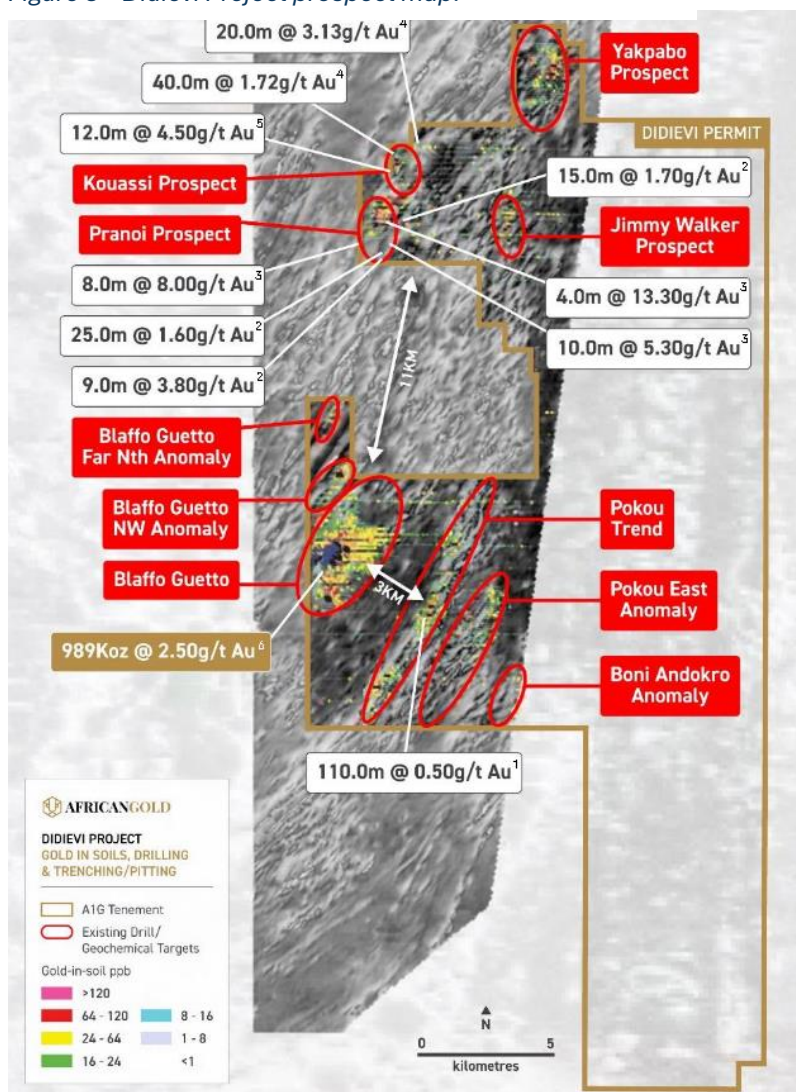 Figure 3 - Didievi Project prospect map.
20.0m @ 3.13g/t Au⁴
40.0m @ 1.72g/t Au⁴
12.0m @ 4.50g/t Au⁵
Kouassi Prospect
Pranoi Prospect
8.0m @ 8.00g/t Au³
25.0m @ 1.60g/t Au²
9.0m @ 3.80g/t Au²
Yakpabo
Prospect
DIDIEVI PERMIT
15.0m @ 1.70g/t Au²
Jimmy Walker
Prospect
4.0m @ 13.30g/t Au³
10.0m @ 5.30g/t Au³
11KM
Blaffo Guetto
Far Nth Anomaly
Blaffo Guetto
NW Anomaly
Blaffo Guetto
989Koz @ 2.50g/t Au⁶
3KM
Pokou
Trend
Pokou East
Anomaly
Boni Andokro
Anomaly
110.0m @ 0.50g/t Au¹
AFRICANGOLD
DIDIEVI PROJECT
GOLD IN SOILS, DRILLING
& TRENCHING/PITTING
A1G Tenement
Existing Drill/
Geochemical Targets
Gold-in-soil ppb
>120
64 - 120
24 - 64
16 - 24
8 - 16
1 - 8
<1
N
0 5
kilometres